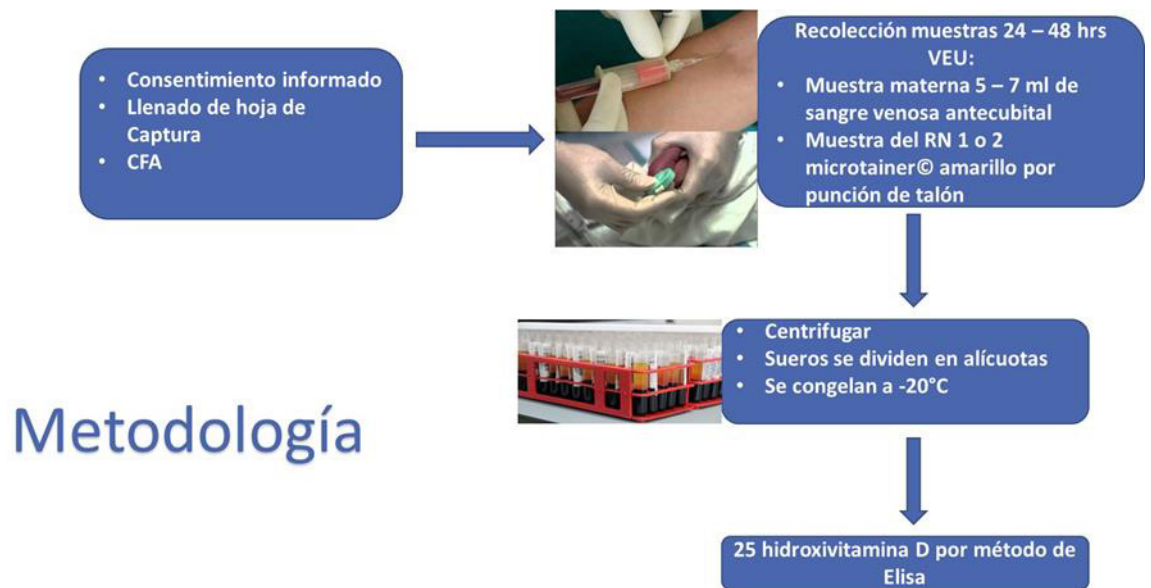 • Consentimiento informado
• Llenado de hoja de
Captura
• CFA
Recolección muestras 24 – 48 hrs
VEU:
• Muestra materna 5 – 7 ml de
sangre venosa antecubital
• Muestra del RN 1 o 2
microtainer© amarillo por
punción de talón
• Centrifugar
• Sueros se dividen en alícuotas
• Se congelan a -20°C
Metodología
25 hidroxivitamina D por método de
Elisa